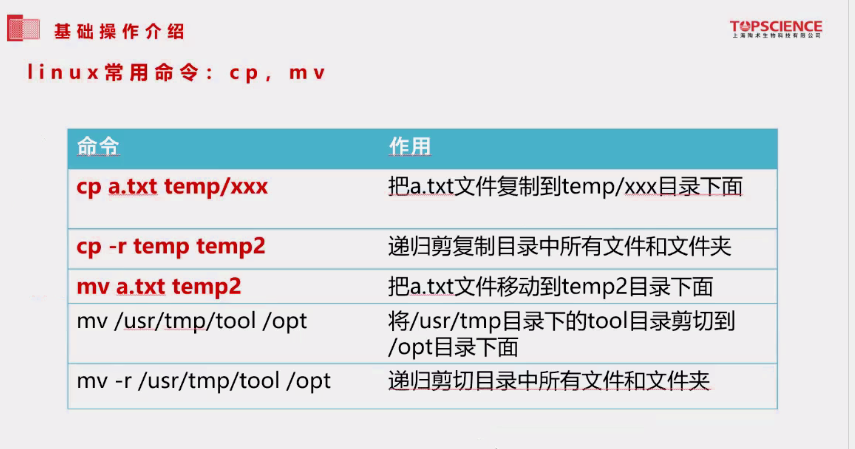 基础操作介绍
TOPSCIENCE
上海陶术生物科技有限公司
linux常用命令：cp，mv
命令 作用
cp a.txt temp/xxx 把a.txt文件复制到temp/xxx目录下面
cp -r temp temp2 递归剪复制目录中所有文件和文件夹
mv a.txt temp2 把a.txt文件移动到temp2目录下面
mv /usr/tmp/tool /opt 将/usr/tmp目录下的tool目录剪切到
/opt目录下面
mv -r /usr/tmp/tool /opt 递归剪切目录中所有文件和文件夹